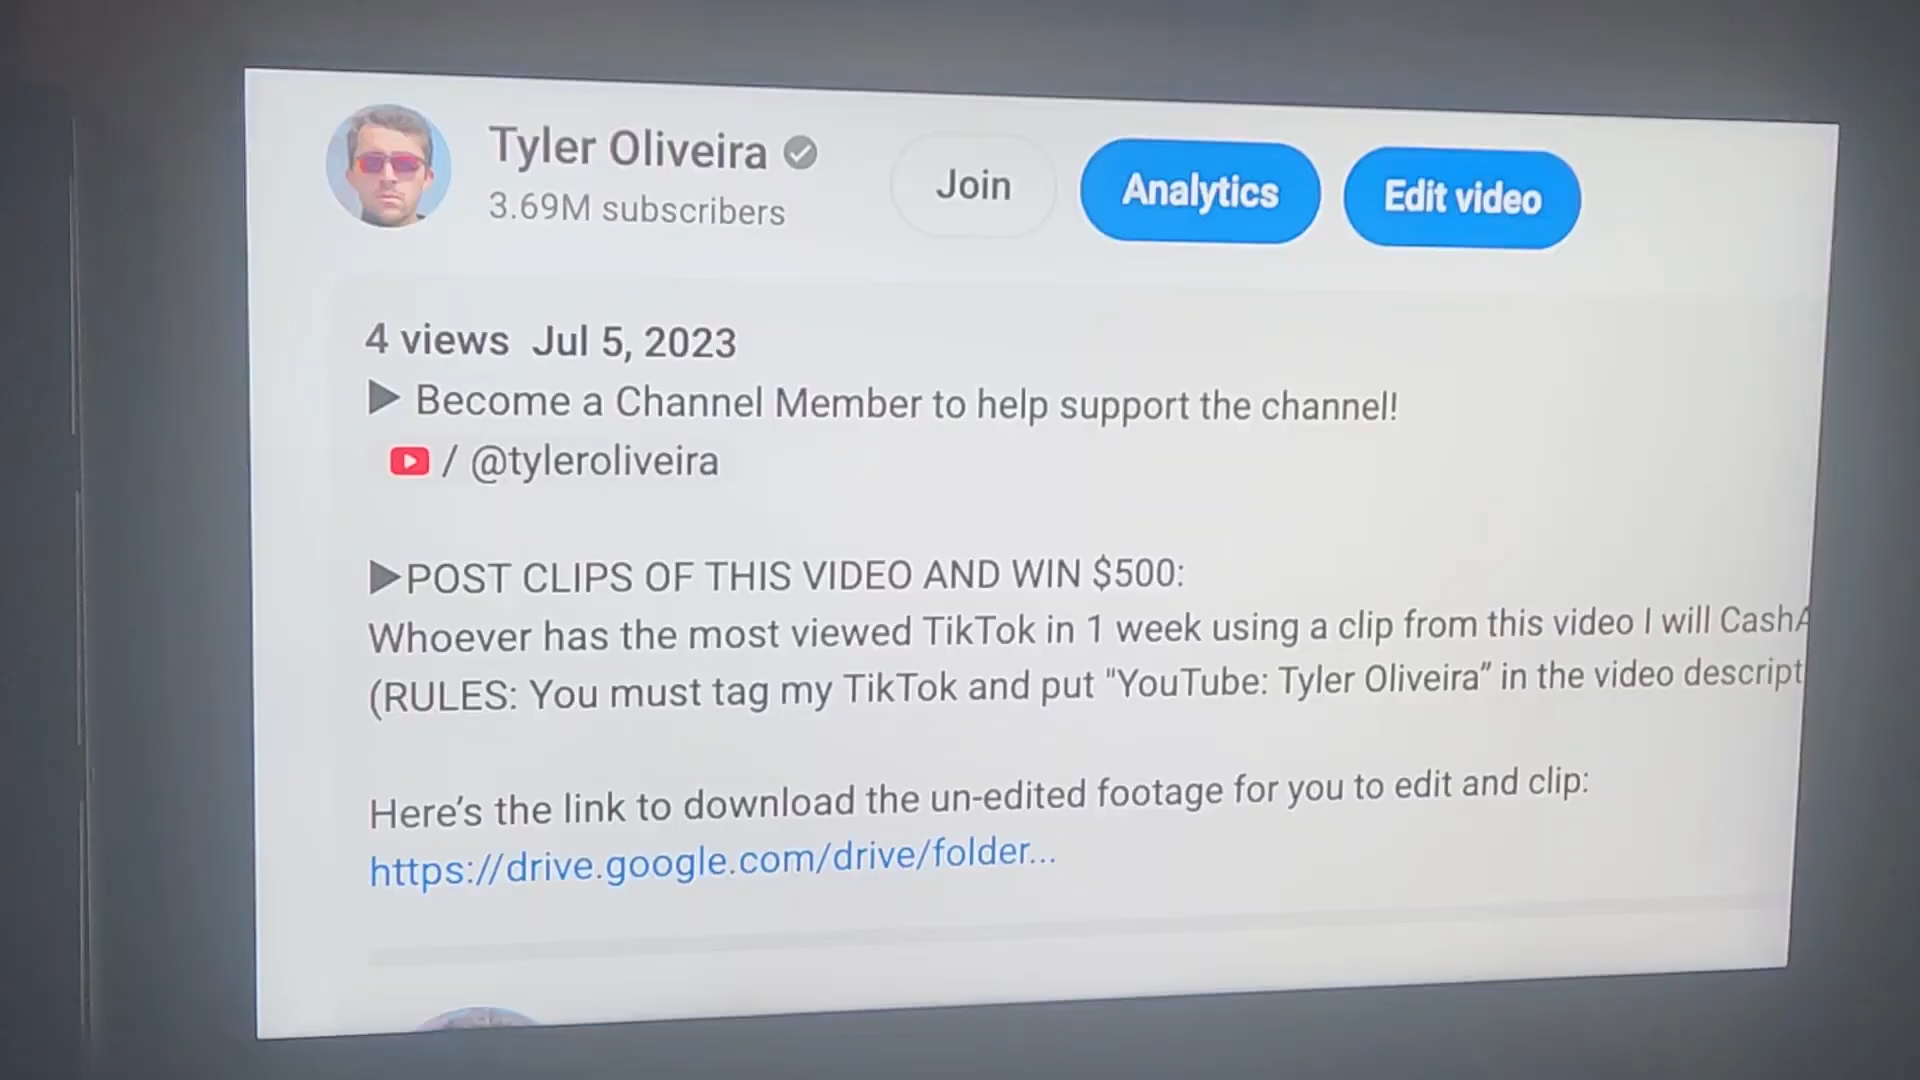 Tyler Oliveira
3.69M subscribers
Join
Analytics
Edit video
4 views Jul 5, 2023
▶ Become a Channel Member to help support the channel!
/ @tyleroliveira
▶POST CLIPS OF THIS VIDEO AND WIN $500:
Whoever has the most viewed TikTok in 1 week using a clip from this video I will CashA
(RULES: You must tag my TikTok and put "YouTube: Tyler Oliveira" in the video descript
Here's the link to download the un-edited footage for you to edit and clip:
https://drive.google.com/drive/folder...